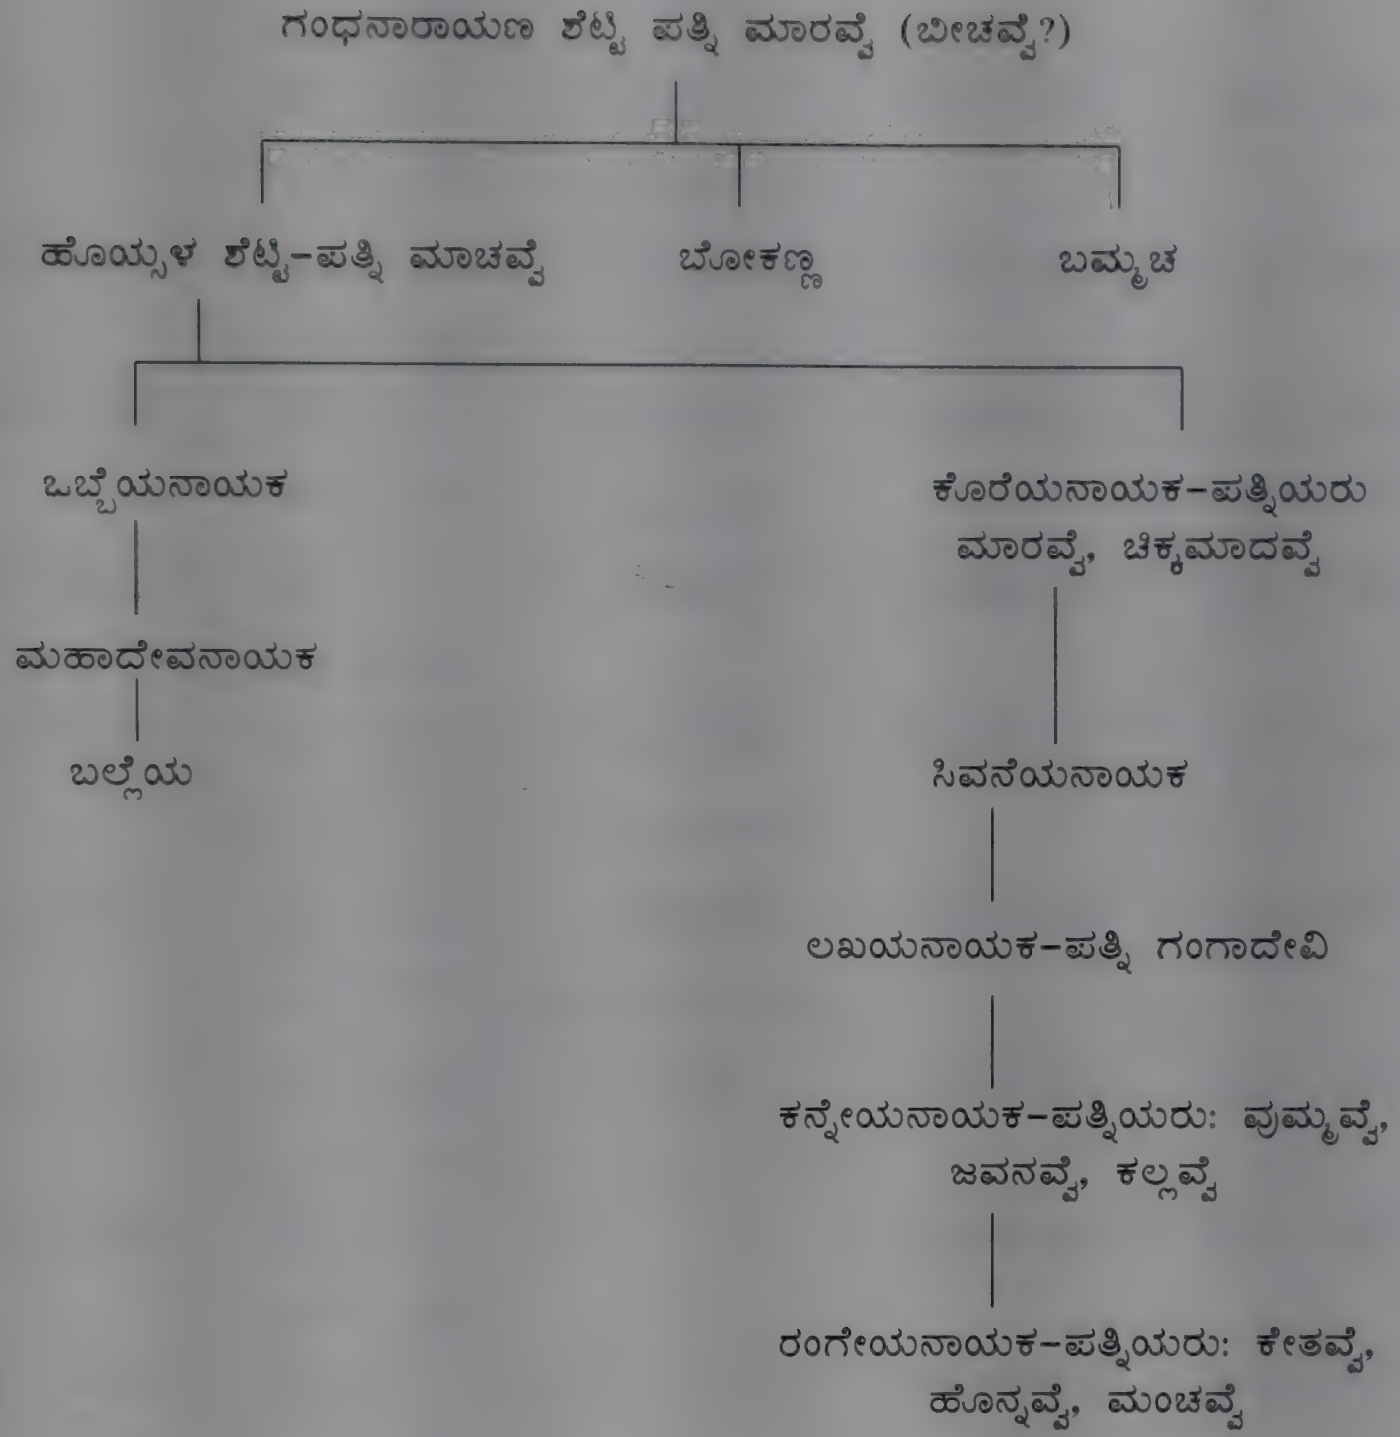 ಗಂಧನಾರಾಯಣ ಶೆಟ್ಟಿ ಪತ್ನಿ ಮಾರವ್ವೆ (ಬೀಚವ್ವೆ?)
ಹೊಯ್ಸಳ ಶೆಟ್ಟಿ-ಪತ್ನಿ ಮಾಚವ್ವೆ ಬೋಕಣ್ಣ ಬಮ್ಮಚ
ಒಬ್ಬೆಯನಾಯಕ ಕೊರೆಯನಾಯಕ-ಪತ್ನಿಯರು
ಮಾರವ್ವೆ, ಚಿಕ್ಕಮಾದವ್ವೆ
ಮಹಾದೇವನಾಯಕ
ಬಲ್ಲೆಯ ಸಿವನೆಯನಾಯಕ
ಲಖಯನಾಯಕ-ಪತ್ನಿ ಗಂಗಾದೇವಿ
ಕನ್ನೇಯನಾಯಕ-ಪತ್ನಿಯರು: ವುಮ್ಮವ್ವೆ,
ಜವನವ್ವೆ, ಕಲ್ಲವ್ವೆ
ರಂಗೇಯನಾಯಕ-ಪತ್ನಿಯರು: ಕೇತವ್ವೆ,
ಹೊನ್ನವ್ವೆ, ಮಂಚವ್ವೆ